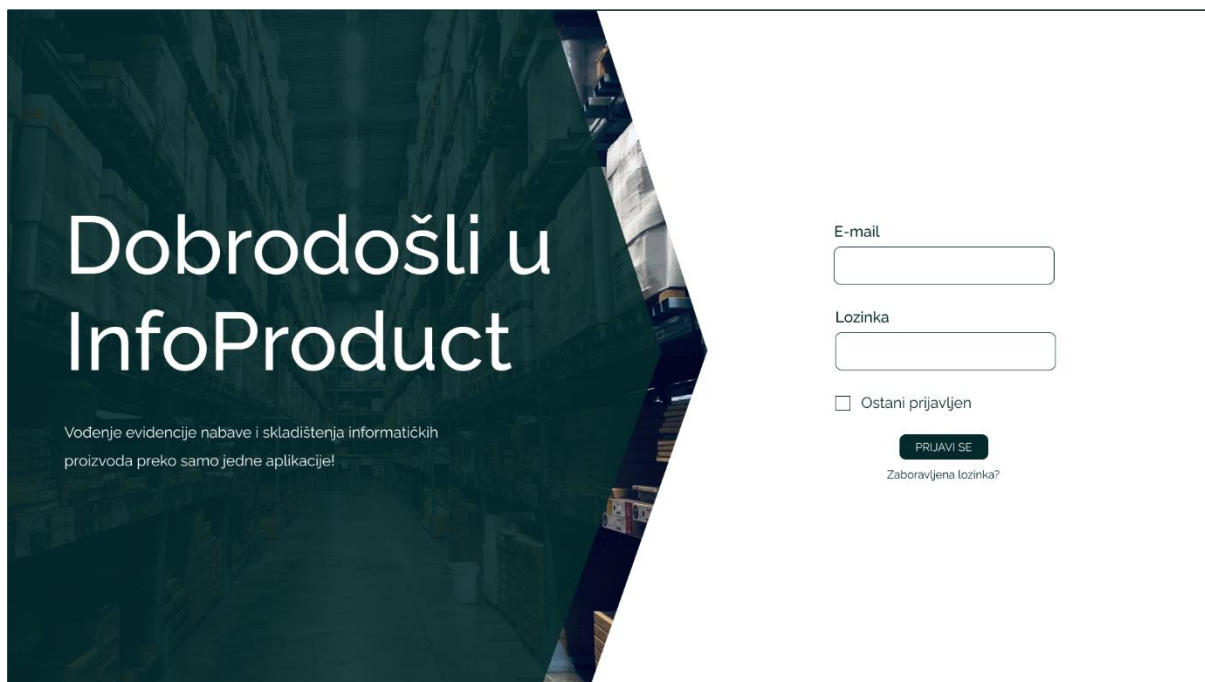 Dobrodošli u
InfoProduct
Vođenje evidencije nabave i skladištenja informatičkih
proizvoda preko samo jedne aplikacije!
E-mail
Lozinka
Ostani prijavljen
PRIJAVI SE
Zaboravljena lozinka?